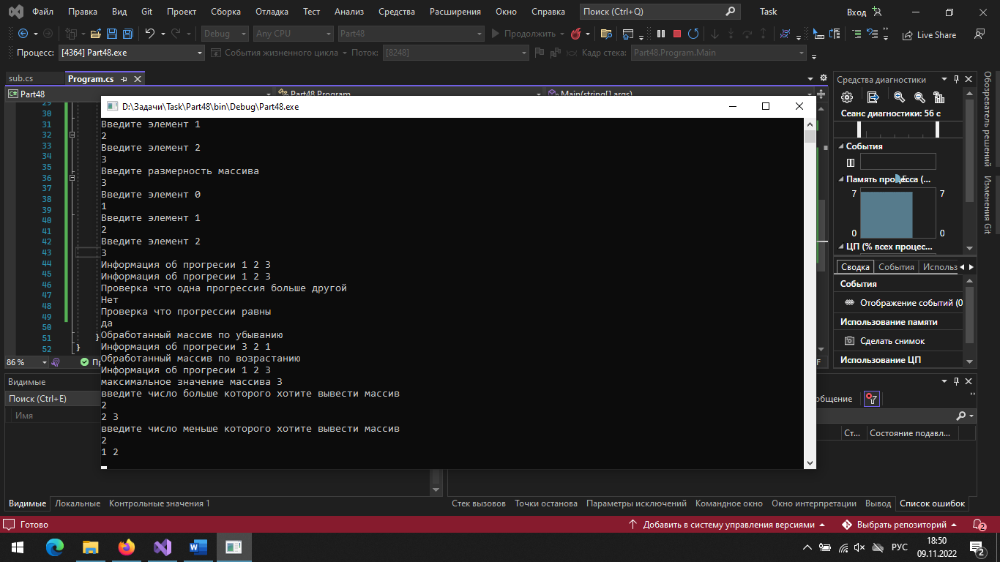 Файл Правка Вид Git Проект Сборка Отладка Тест Анализ Средства Расширения Окно Справка Поиск (Ctrl+Q) Task Вход
Debug Any CPU Part48 Продолжить Live Share
Процесс: [4364] Part48.exe События жизненного цикла Поток: [8248] Кадр стека: Part48.Program.Main
sub.cs Program.cs
Part48 Part48.Program Main(string[] args)
D:\Задачи\Task\Part48\bin\Debug\Part48.exe
Введите элемент 1
2
Введите элемент 2
3
Введите размерность массива
3
Введите элемент 0
1
Введите элемент 1
2
Введите элемент 2
3
Информация об прогресии 1 2 3
Информация об прогресии 1 2 3
Проверка что одна прогрессия больше другой
Нет
Проверка что прогрессии равны
да
Обработанный массив по убыванию
Информация об прогресии 3 2 1
Обработанный массив по возрастанию
Информация об прогресии 1 2 3
максимальное значение массива 3
введите число больше которого хотите вывести массив
2
2 3
введите число меньше которого хотите вывести массив
2
1 2
29
30
31
32
33
34
35
36
37
38
39
40
41
42
43
44
45
46
47
48
49
50
51 }
52 }
86 %
Средства диагностики
Сеанс диагностики: 56 с
События
Память процесса (...
7 7
0 0
ЦП (% всех процес...
Сводка События Использ
События
Отображение событий (0
Использование памяти
Сделать снимок
Использование ЦП
Обозреватель решений
Изменения Git
Видимые
Поиск (Ctrl+E)
Имя
Ст... Состояние подавл...
Видимые Локальные Контрольные значения 1
Стек вызовов Точки останова Параметры исключений Командное окно Окно интерпретации Вывод Список ошибок
Готово Добавить в систему управления версиями Выбрать репозиторий 2
РУС 18:50
09.11.2022 2